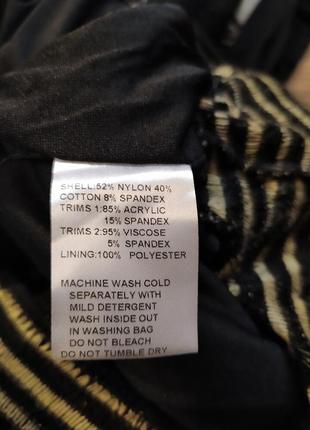 SHELL:52% NYLON 40%
COTTON 8% SPANDEX
TRIMS 1:85% ACRYLIC
15% SPANDEX
TRIMS 2:95% VISCOSE
5% SPANDEX
LINING:100% POLYESTER
MACHINE WASH COLD
SEPARATELY WITH
MILD DETERGENT
WASH INSIDE OUT
IN WASHING BAG
DO NOT BLEACH
DO NOT TUMBLE DRY